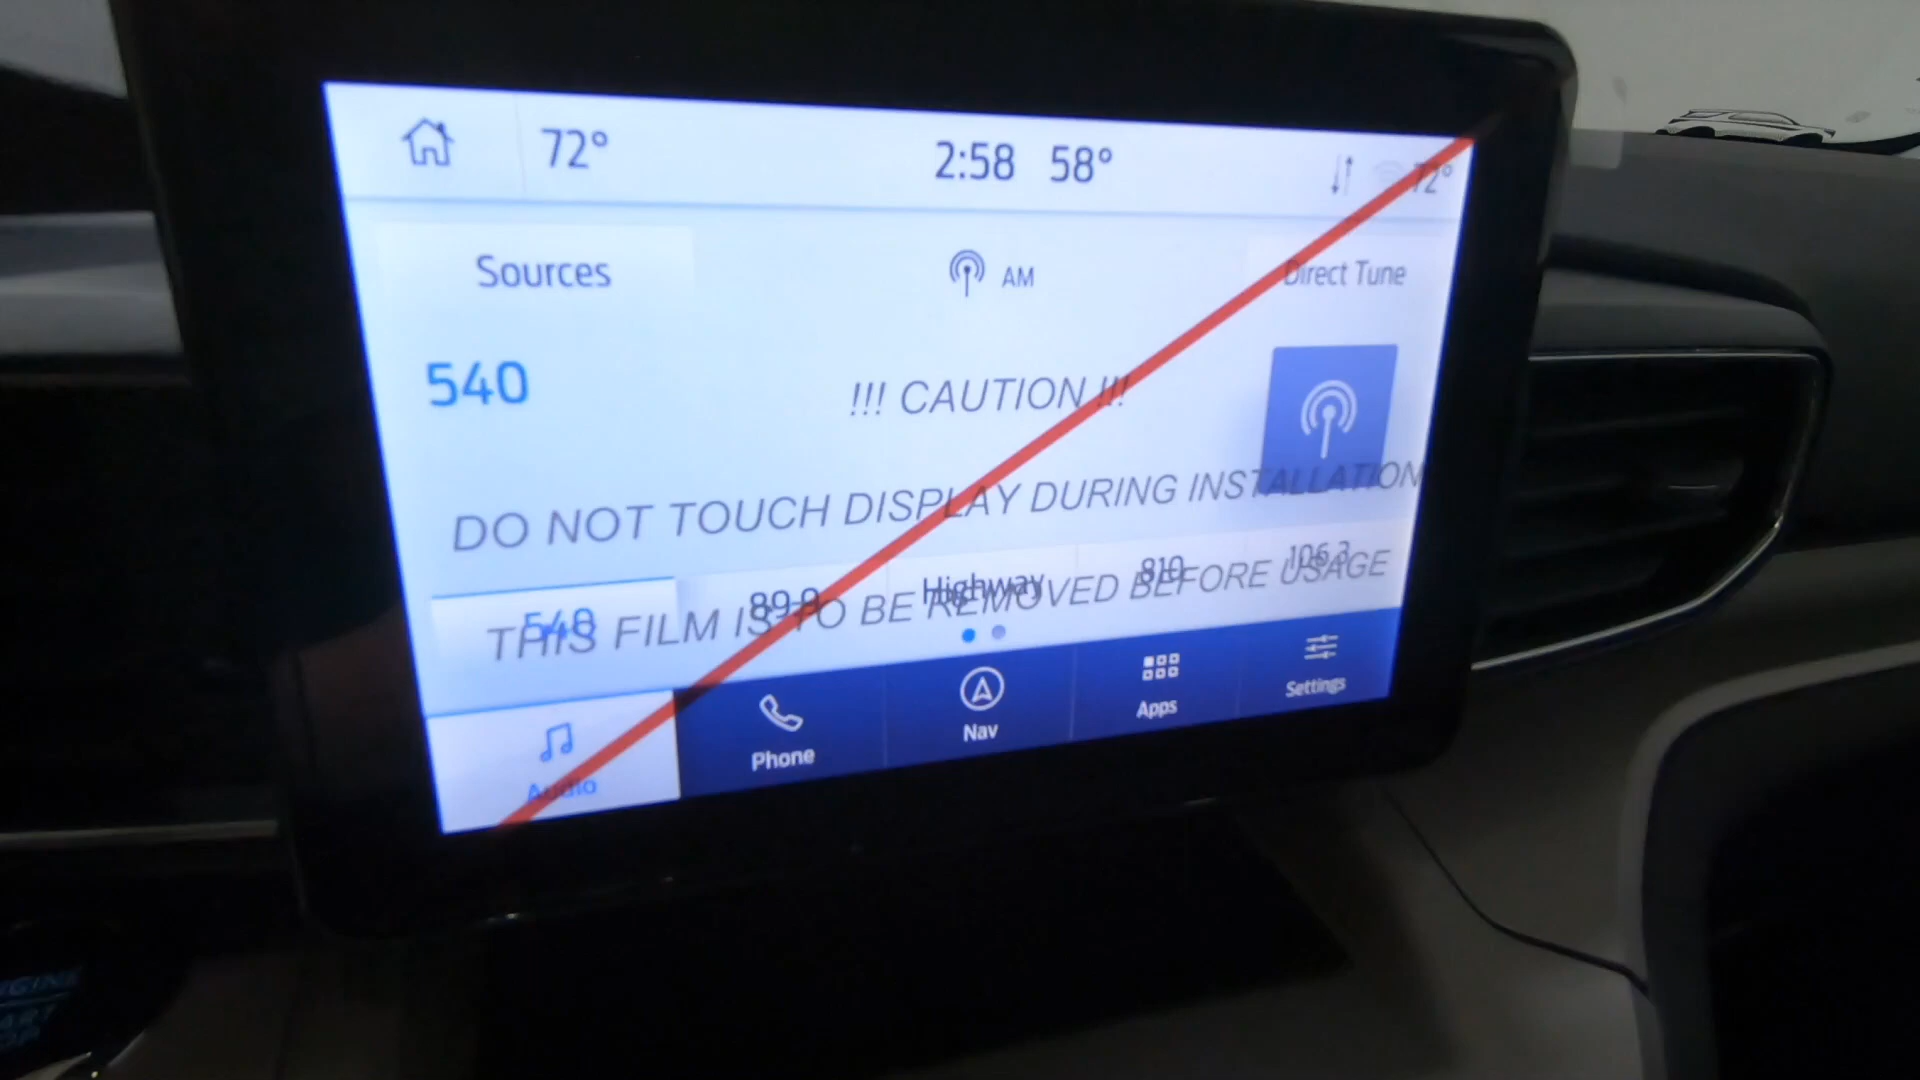 72° 2:58 58° 72°
Sources AM Direct Tune
540
!!! CAUTION !!!
DO NOT TOUCH DISPLAY DURING INSTALLATION
540 89.9 Highway 810 106.3
THIS FILM IS TO BE REMOVED BEFORE USAGE
Audio Phone Nav Apps Settings